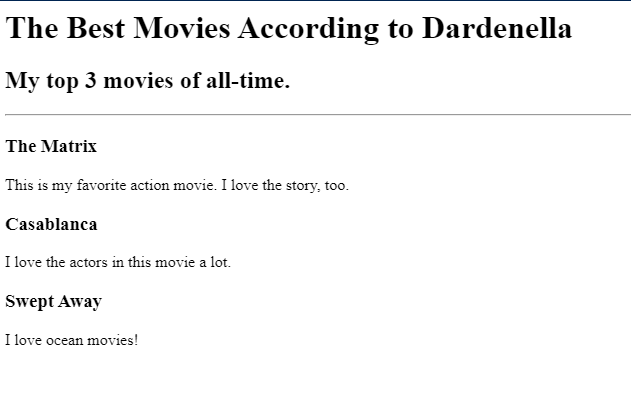 The Best Movies According to Dardenella
My top 3 movies of all-time.
The Matrix
This is my favorite action movie. I love the story, too.
Casablanca
I love the actors in this movie a lot.
Swept Away
I love ocean movies!